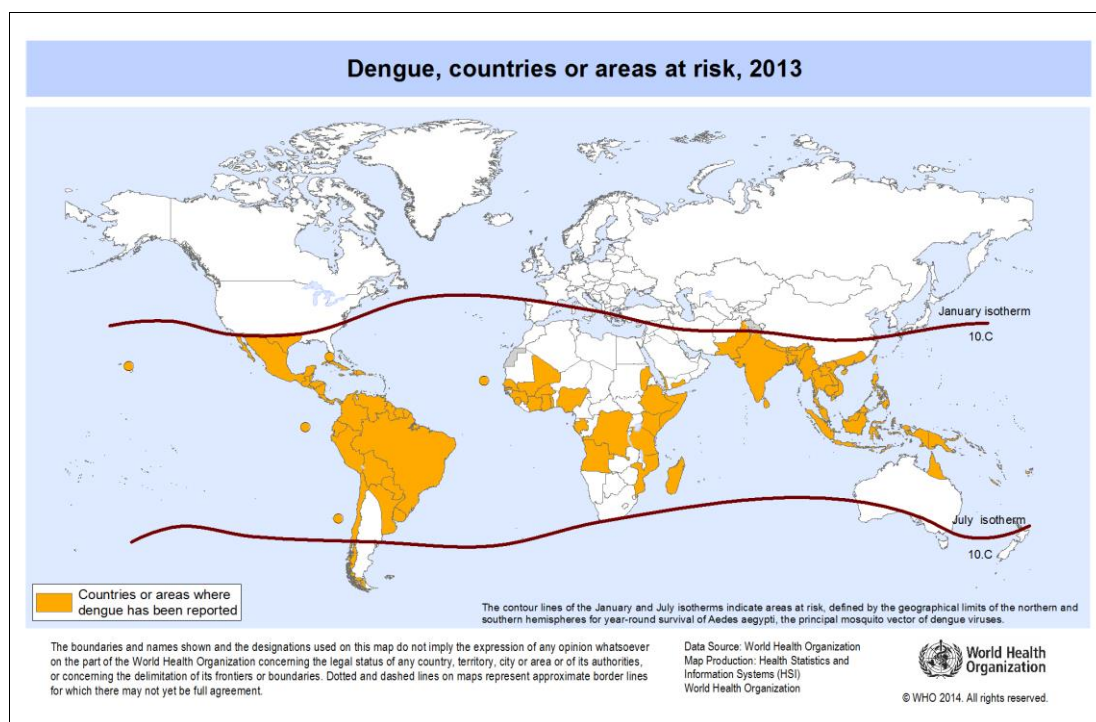 Dengue, countries or areas at risk, 2013
January isotherm
10.C
July isotherm
10.C
Countries or areas where
dengue has been reported
The contour lines of the January and July isotherms indicate areas at risk, defined by the geographical limits of the northern and
southern hemispheres for year-round survival of Aedes aegypti, the principal mosquito vector of dengue viruses.
The boundaries and names shown and the designations used on this map do not imply the expression of any opinion whatsoever
on the part of the World Health Organization concerning the legal status of any country, territory, city or area or of its authorities,
or concerning the delimitation of its frontiers or boundaries. Dotted and dashed lines on maps represent approximate border lines
for which there may not yet be full agreement.
Data Source: World Health Organization
Map Production: Health Statistics and
Information Systems (HSI)
World Health Organization
World Health
Organization
© WHO 2014. All rights reserved.